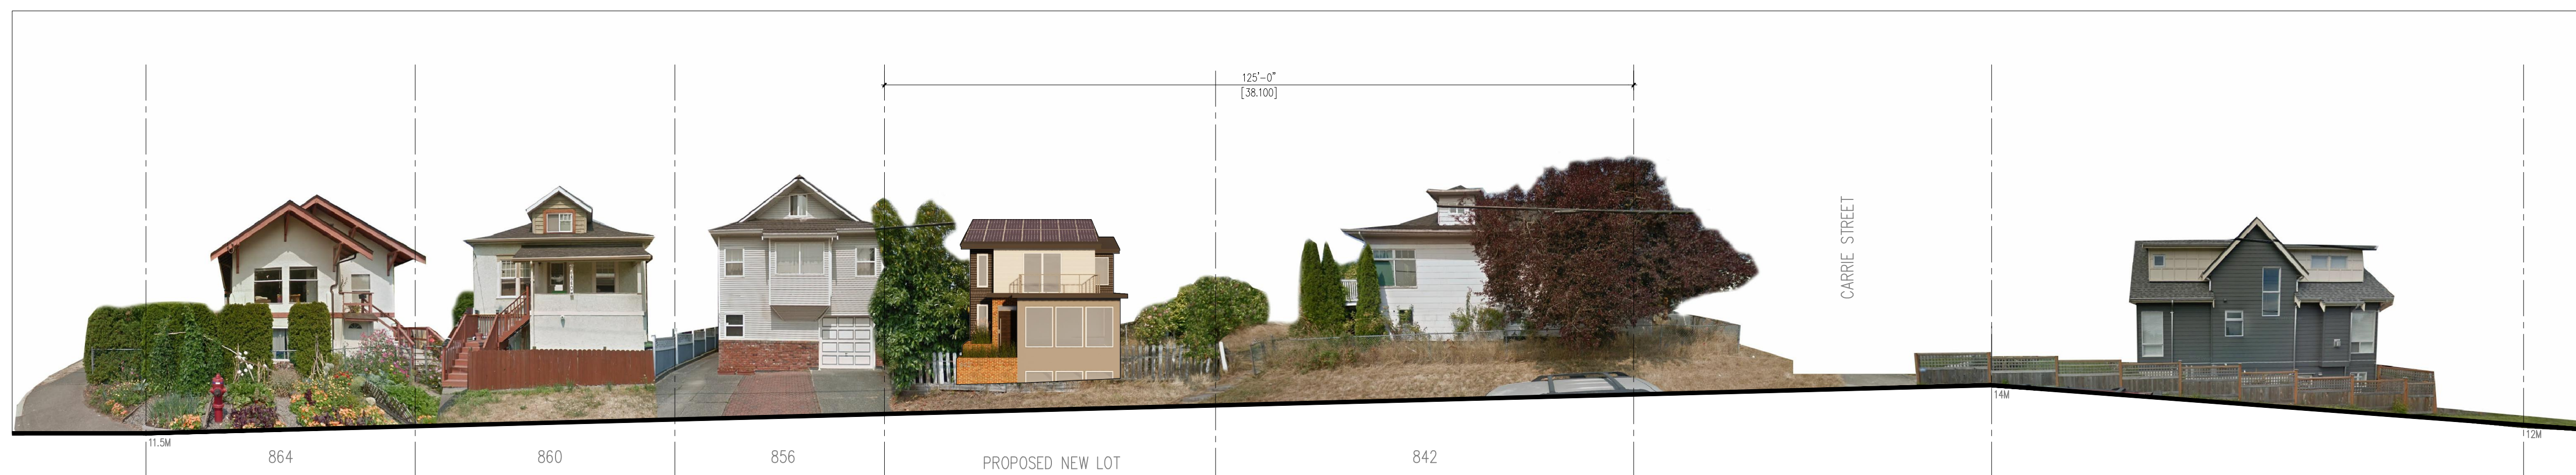 125'-0"
[38.100]
CARRIE STREET
11.5M
14M
12M
864
860
856
PROPOSED NEW LOT
842